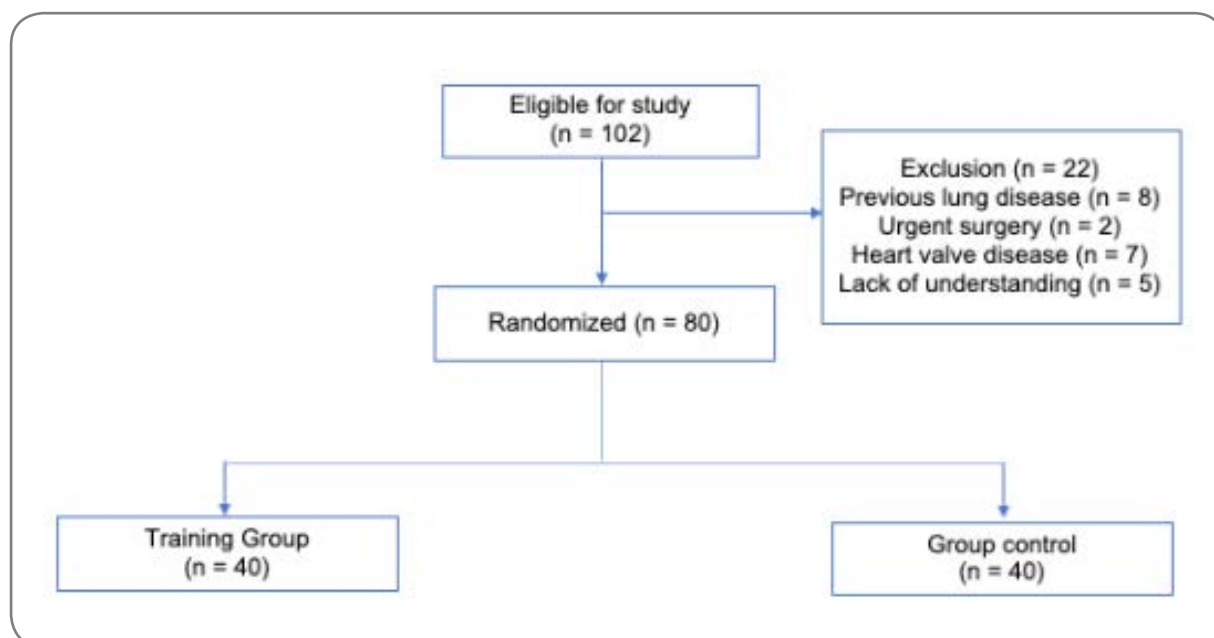 Eligible for study
(n = 102)
Exclusion (n = 22)
Previous lung disease (n = 8)
Urgent surgery (n = 2)
Heart valve disease (n = 7)
Lack of understanding (n = 5)
Randomized (n = 80)
Training Group
(n = 40)
Group control
(n = 40)